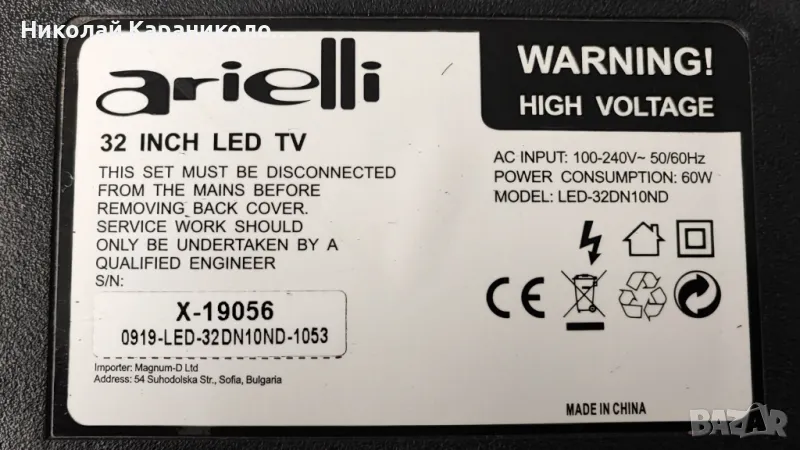 Николай Караниколо...
arielli
32 INCH LED TV
THIS SET MUST BE DISCONNECTED
FROM THE MAINS BEFORE
REMOVING BACK COVER.
SERVICE WORK SHOULD
ONLY BE UNDERTAKEN BY A
QUALIFIED ENGINEER
S/N:
X-19056
0919-LED-32DN10ND-1053
Importer: Magnum-D Ltd
Address: 54 Suhodolska Str., Sofia, Bulgaria
WARNING!
HIGH VOLTAGE
AC INPUT: 100-240V~ 50/60Hz
POWER CONSUMPTION: 60W
MODEL: LED-32DN10ND
CE
MADE IN CHINA
BAZAR